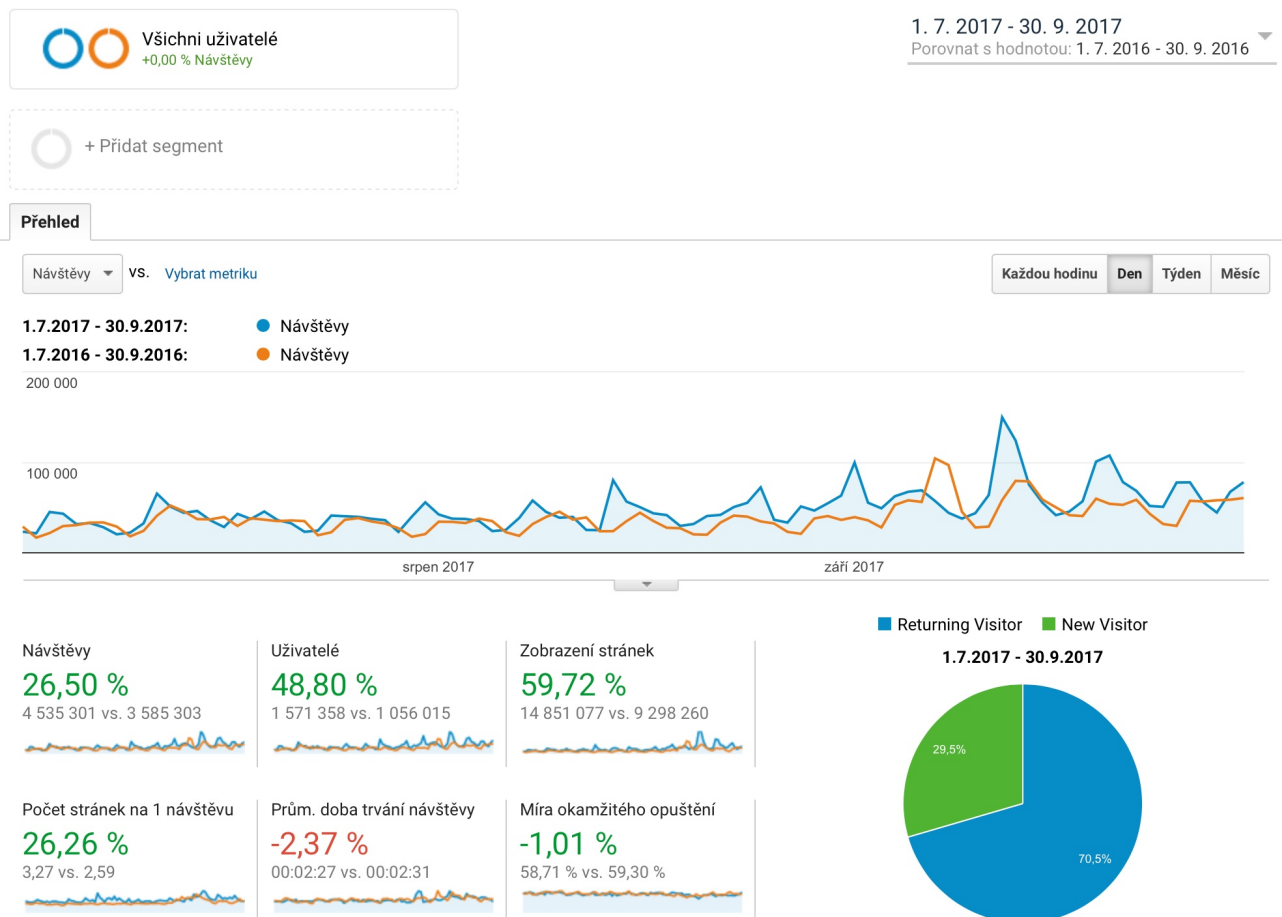 Všichni uživatelé
+0,00 % Návštěvy
1. 7. 2017 - 30. 9. 2017
Porovnat s hodnotou: 1. 7. 2016 - 30. 9. 2016
+ Přidat segment
Přehled
Návštěvy vs. Vybrat metriku
Každou hodinu Den Týden Měsíc
1.7.2017 - 30.9.2017: Návštěvy
1.7.2016 - 30.9.2016: Návštěvy
200 000
100 000
srpen 2017 září 2017
Returning Visitor New Visitor
1.7.2017 - 30.9.2017
29,5%
70,5%
Návštěvy
26,50 %
4 535 301 vs. 3 585 303
Uživatelé
48,80 %
1 571 358 vs. 1 056 015
Zobrazení stránek
59,72 %
14 851 077 vs. 9 298 260
Počet stránek na 1 návštěvu
26,26 %
3,27 vs. 2,59
Prům. doba trvání návštěvy
-2,37 %
00:02:27 vs. 00:02:31
Míra okamžitého opuštění
-1,01 %
58,71 % vs. 59,30 %